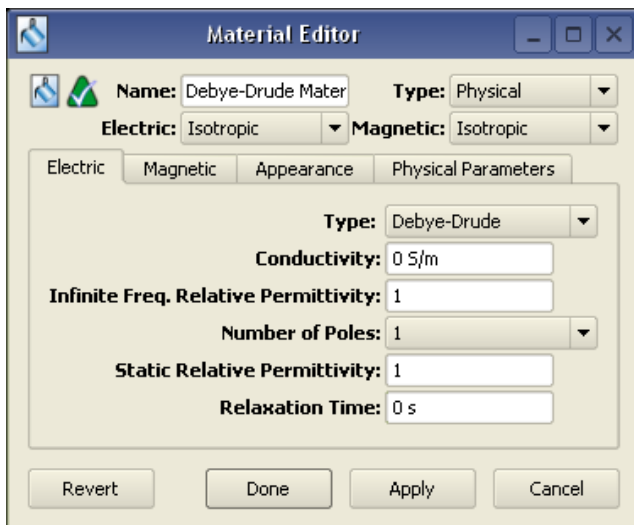 Material Editor
Name: Debye-Drude Mater Type: Physical
Electric: Isotropic Magnetic: Isotropic
Electric Magnetic Appearance Physical Parameters
Type: Debye-Drude
Conductivity: 0 S/m
Infinite Freq. Relative Permittivity: 1
Number of Poles: 1
Static Relative Permittivity: 1
Relaxation Time: 0 s
Revert Done Apply Cancel